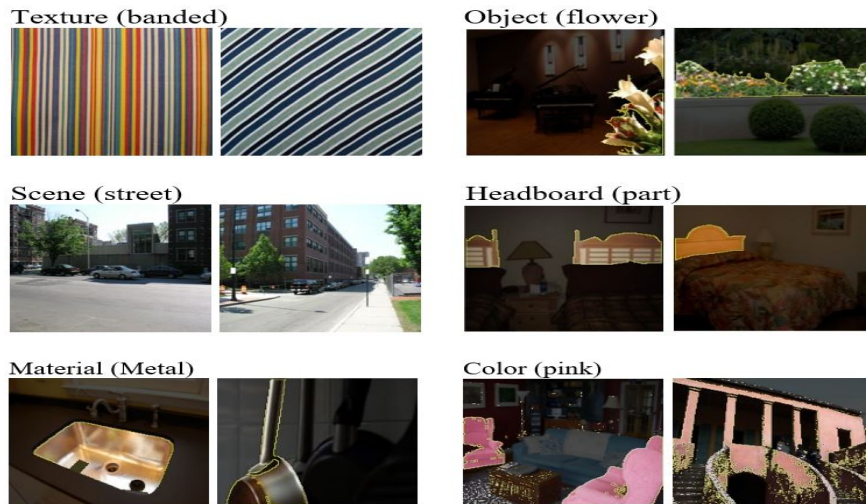 Texture (banded)
Object (flower)
Scene (street)
Headboard (part)
Material (Metal)
Color (pink)